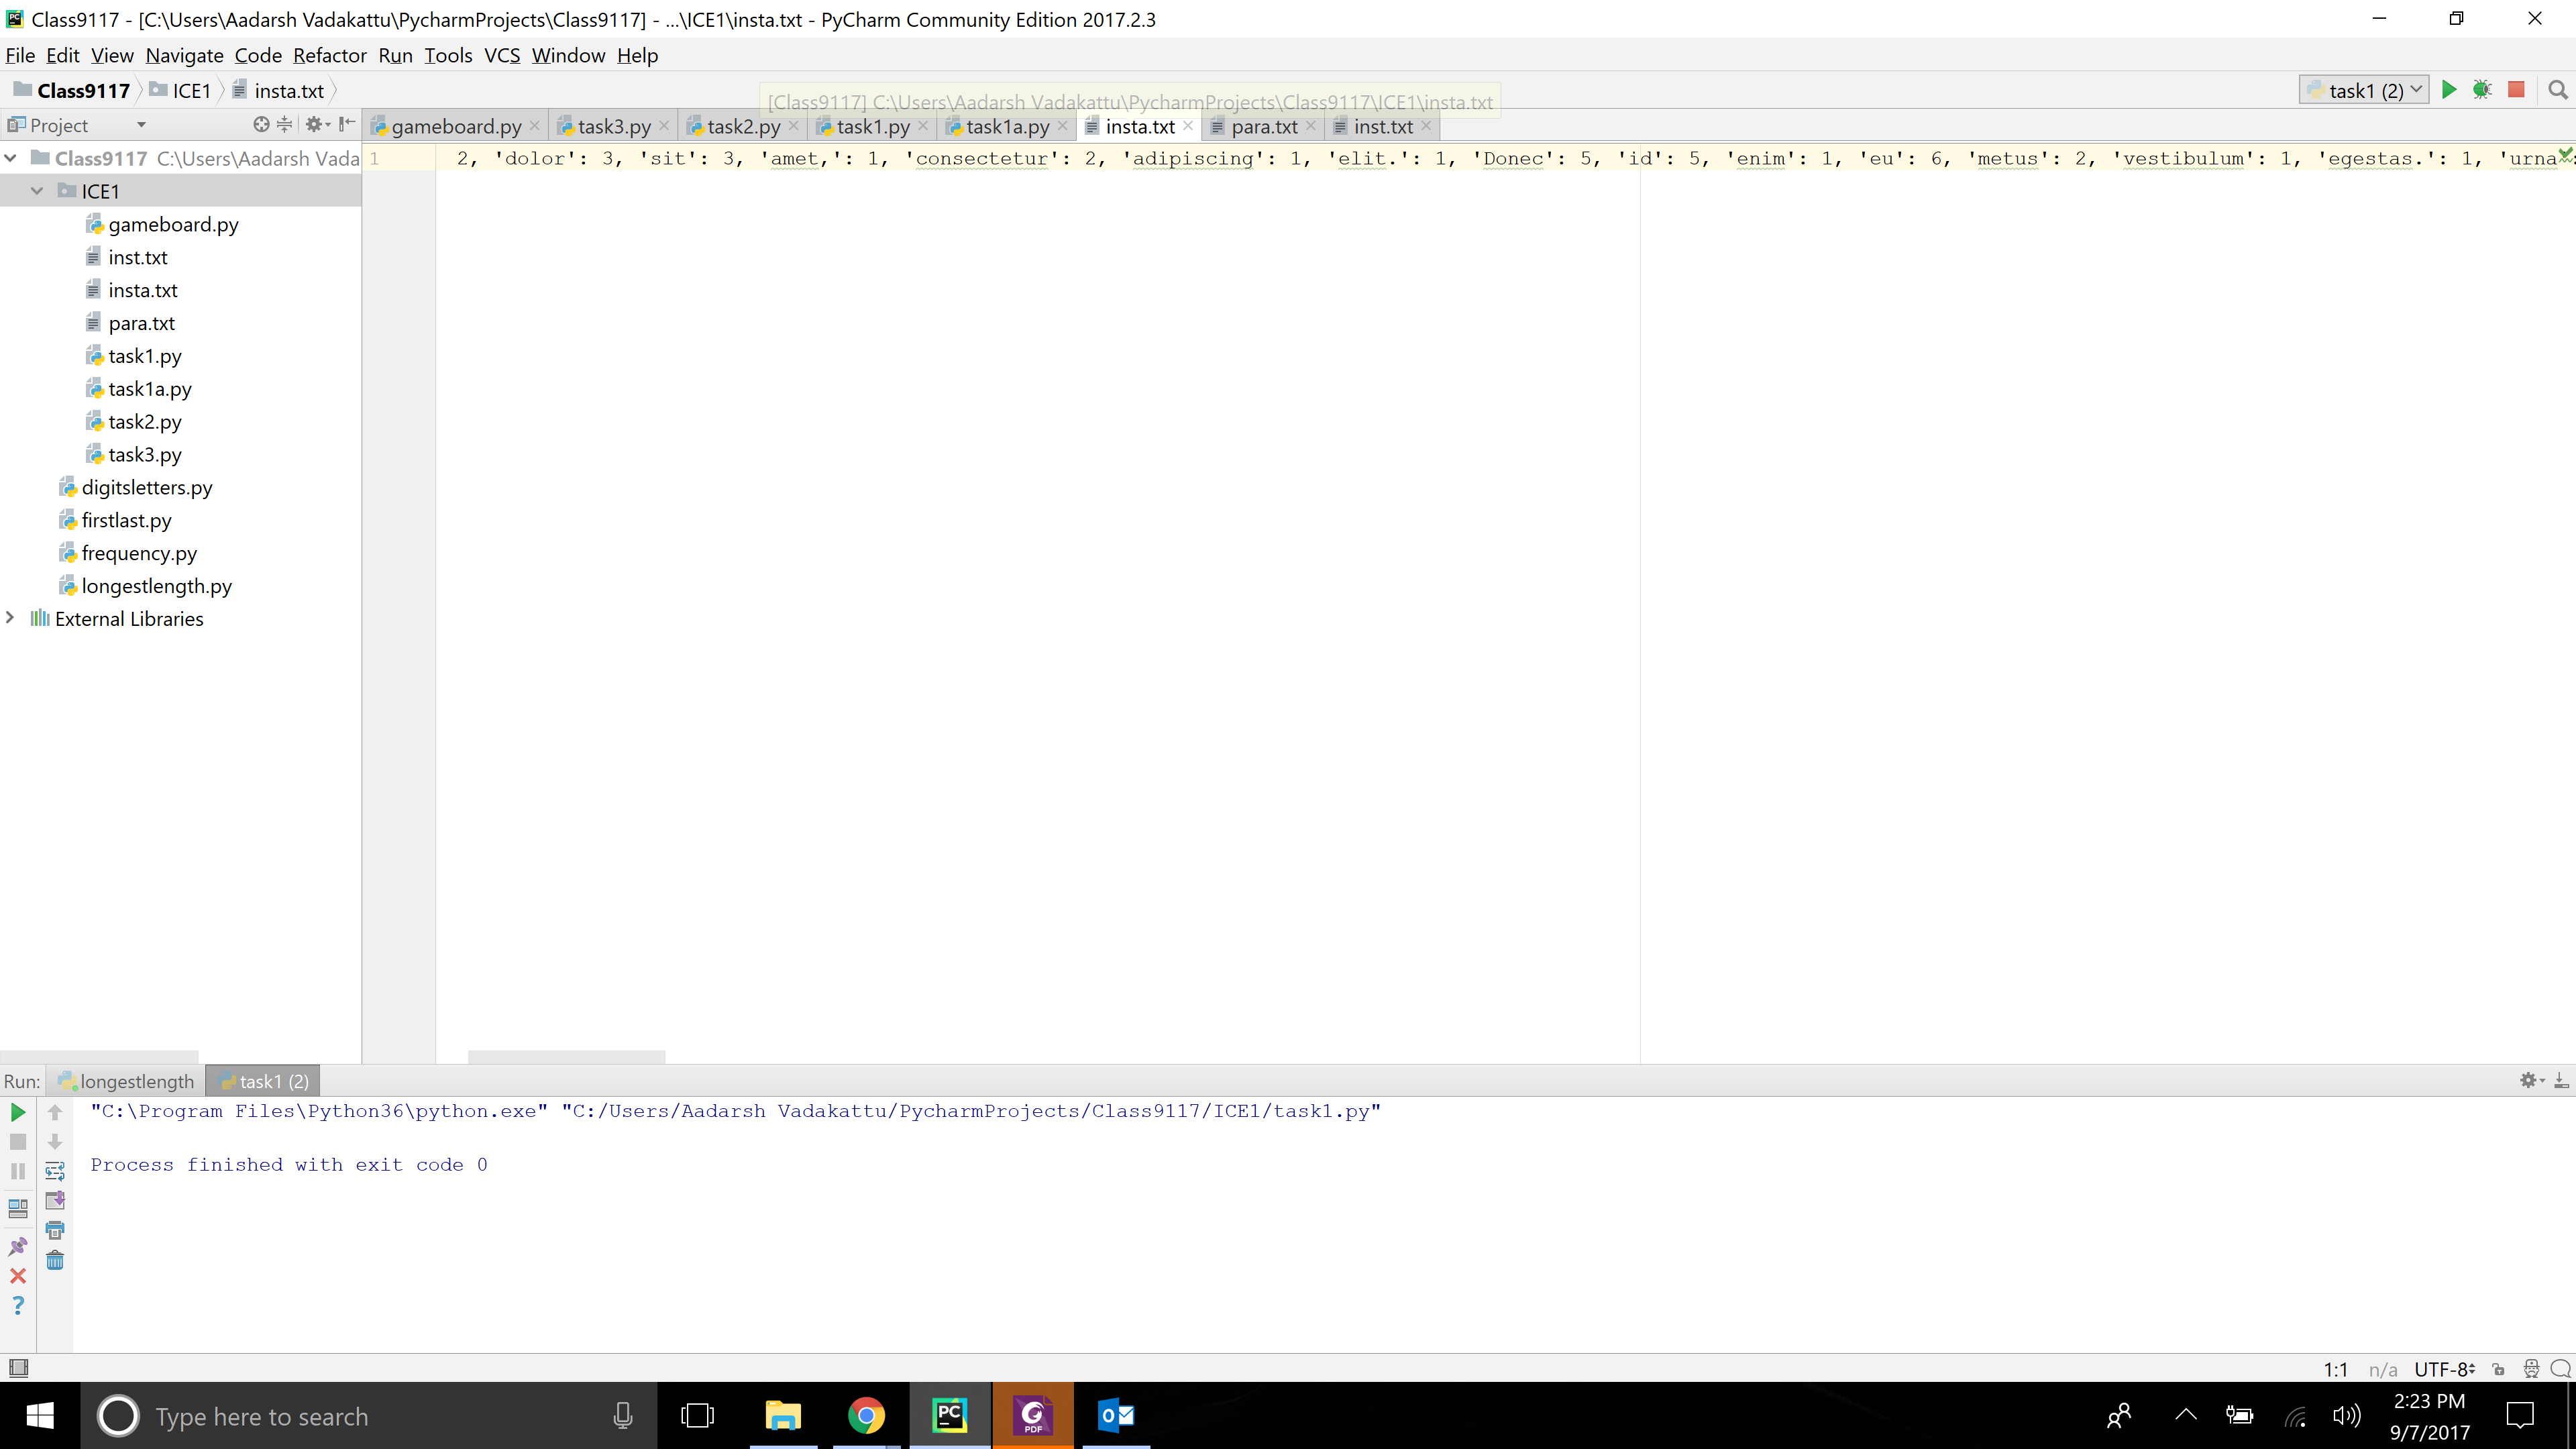 Class9117 - [C:\Users\Aadarsh Vadakattu\PycharmProjects\Class9117] - ...\ICE1\insta.txt - PyCharm Community Edition 2017.2.3
File Edit View Navigate Code Refactor Run Tools VCS Window Help
Class9117 ICE1 insta.txt
[Class9117] C:\Users\Aadarsh Vadakattu\PycharmProjects\Class9117\ICE1\insta.txt
task1 (2)
Project
gameboard.py task3.py task2.py task1.py task1a.py insta.txt para.txt inst.txt
Class9117 C:\Users\Aadarsh Vada
1 2, 'dolor': 3, 'sit': 3, 'amet,': 1, 'consectetur': 2, 'adipiscing': 1, 'elit.': 1, 'Donec': 5, 'id': 5, 'enim': 1, 'eu': 6, 'metus': 2, 'vestibulum': 1, 'egestas.': 1, 'urna
ICE1
gameboard.py
inst.txt
insta.txt
para.txt
task1.py
task1a.py
task2.py
task3.py
digitsletters.py
firstlast.py
frequency.py
longestlength.py
External Libraries
Run: longestlength task1 (2)
"C:\Program Files\Python36\python.exe" "C:/Users/Aadarsh Vadakattu/PycharmProjects/Class9117/ICE1/task1.py"
Process finished with exit code 0
1:1 n/a UTF-8
Type here to search
PC
PDF
2:23 PM
9/7/2017